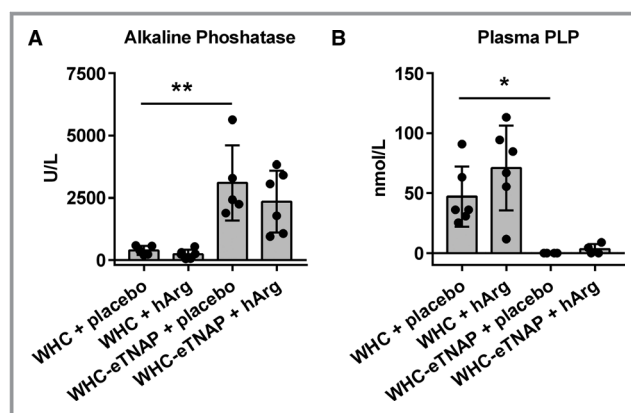 A
Alkaline Phoshatase
7500
5000
2500
0
U/L
**
WHC + placebo
WHC + hArg
WHC-eTNAP + placebo
WHC-eTNAP + hArg
B
Plasma PLP
150
100
50
0
nmol/L
*
WHC + placebo
WHC + hArg
WHC-eTNAP + placebo
WHC-eTNAP + hArg